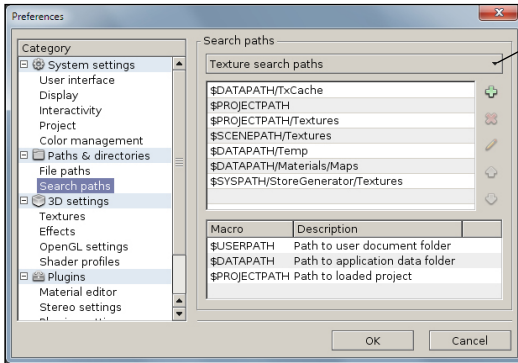 Preferences
Category
System settings
User interface
Display
Interactivity
Project
Color management
Paths & directories
File paths
Search paths
3D settings
Textures
Effects
OpenGL settings
Shader profiles
Plugins
Material editor
Stereo settings
Search paths
Texture search paths
$DATAPATH/TxCache
$PROJECTPATH
$PROJECTPATH/Textures
$SCENEPATH/Textures
$DATAPATH/Temp
$DATAPATH/Materials/Maps
$SYSPATH/StoreGenerator/Textures
Macro Description
$USERPATH Path to user document folder
$DATAPATH Path to application data folder
$PROJECTPATH Path to loaded project
OK Cancel